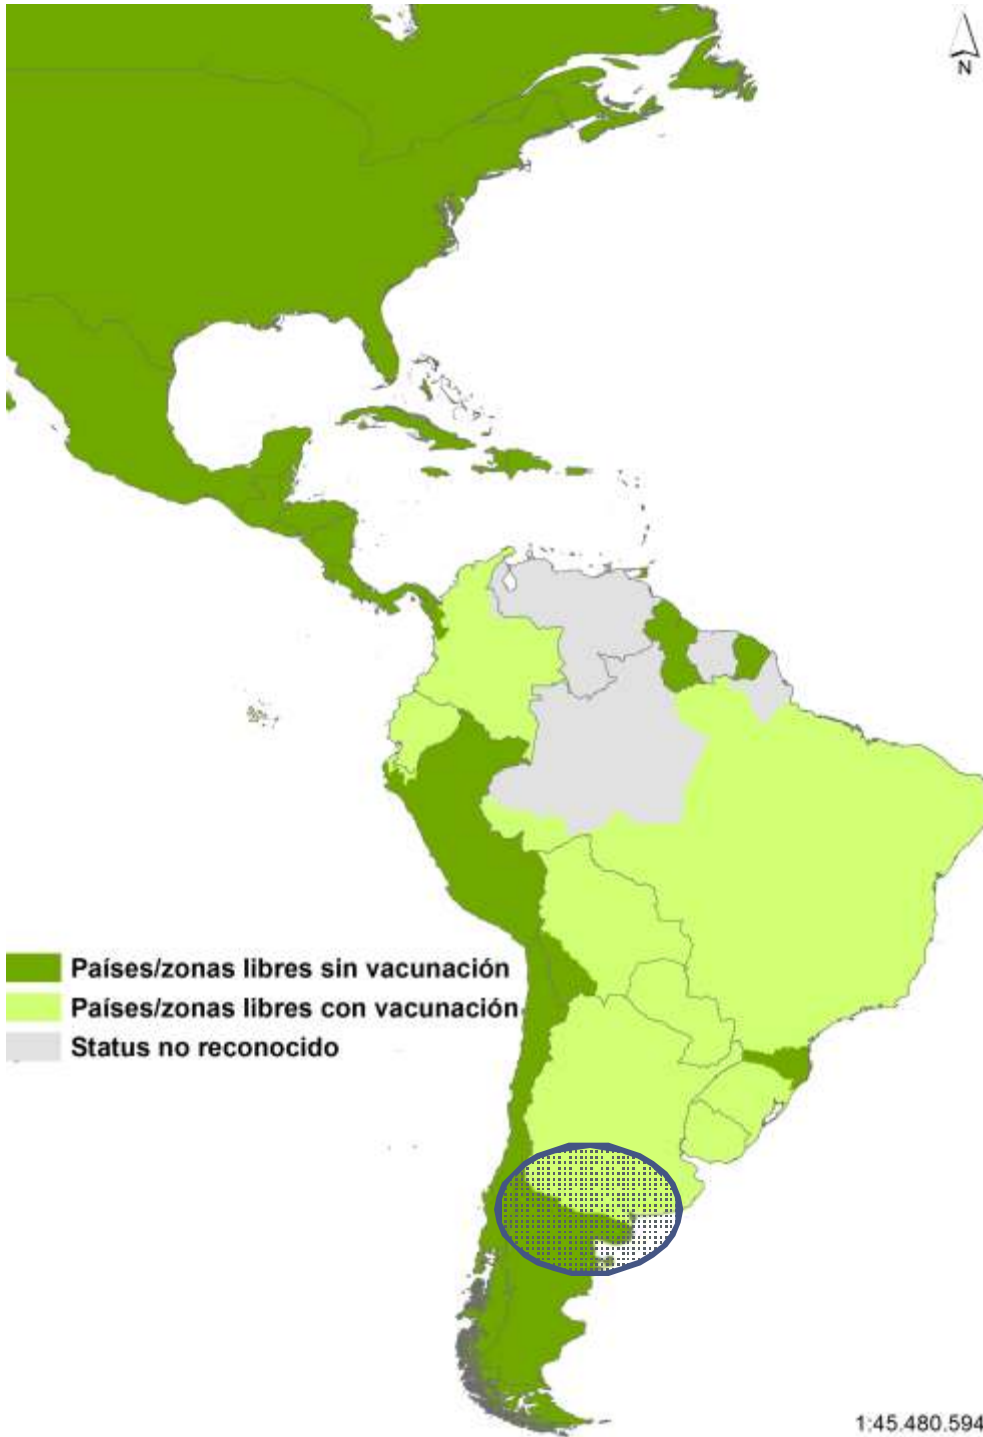 N
Países/zonas libres sin vacunación
Países/zonas libres con vacunación
Status no reconocido
1:45.480.594